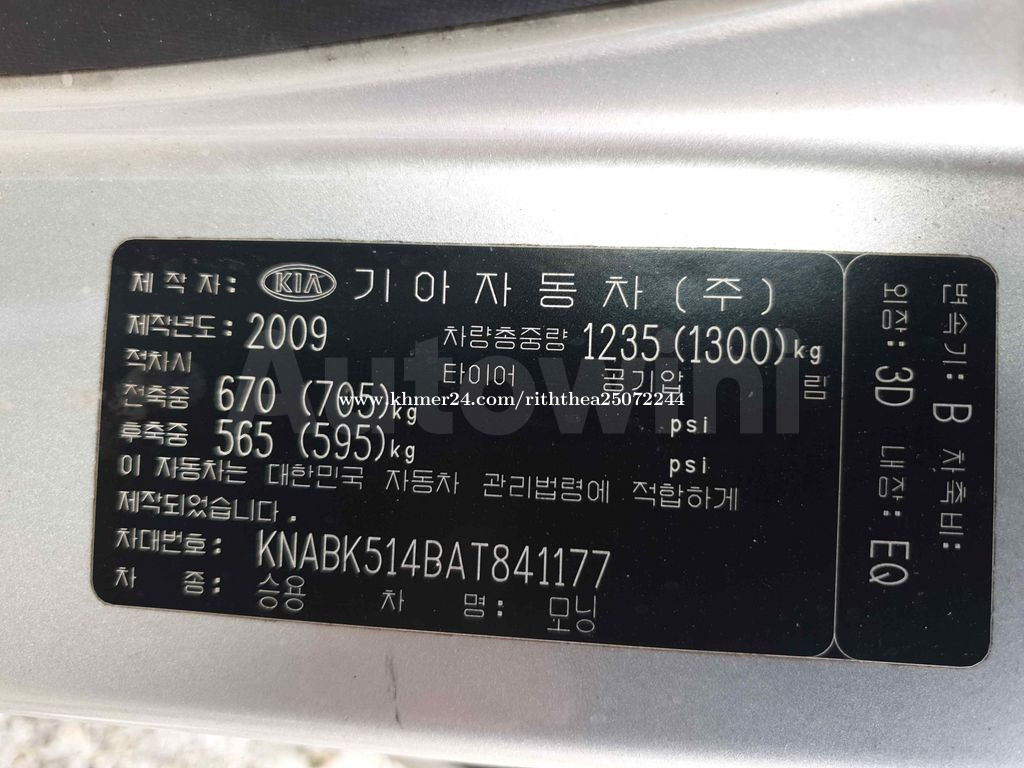 제작자: KIA 기아자동차(주)
제작년도: 2009 차량총중량 1235(1300)kg
적차시 타이어 공기압 림
전축중 670 (705)kg psi
후축중 565 (595)kg psi
이 자동차는 대한민국 자동차 관리법령에 적합하게
제작되었습니다.
차대번호: KNABK514BAT841177
차 종: 승용 차 명: 모닝
변속기: B 차축비:
외장: 3D 내장: EQ
Autowini
www.khmer24.com/riththea25072244